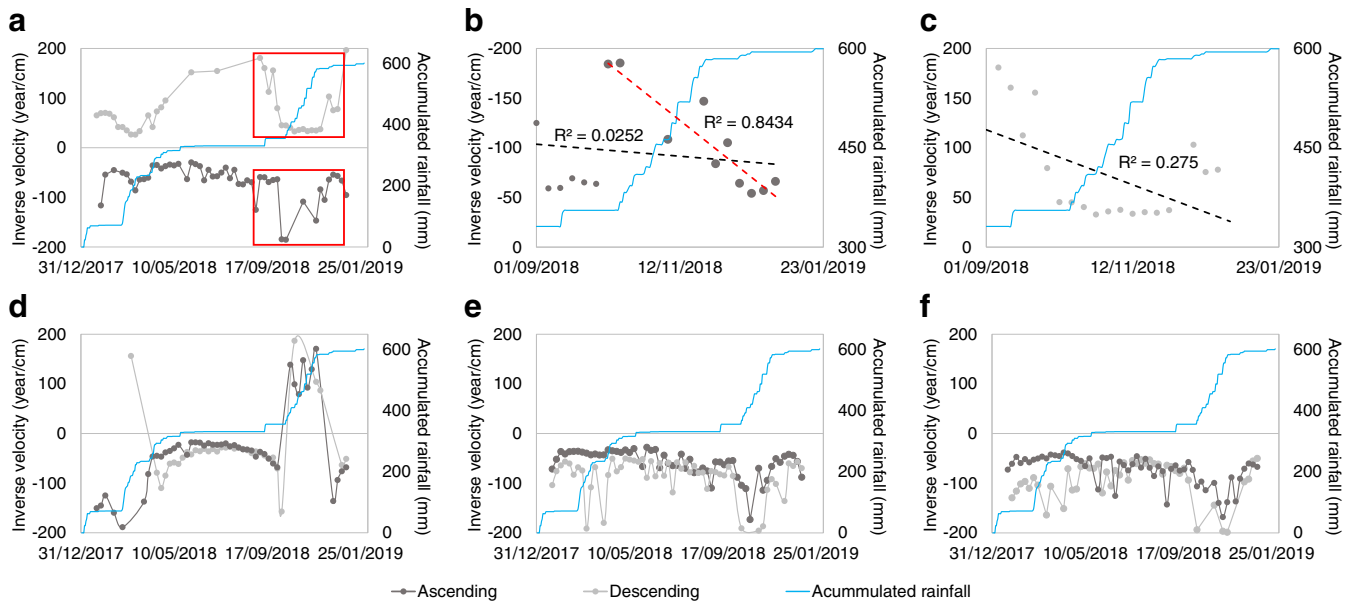 a
Inverse velocity (year/cm)
200
100
0
-100
-200
600
400
200
0
Accumulated rainfall (mm)
31/12/2017 10/05/2018 17/09/2018 25/01/2019
b
Inverse velocity (year/cm)
-200
-150
-100
-50
0
R² = 0.0252
R² = 0.8434
600
450
300
Accumulated rainfall (mm)
01/09/2018 12/11/2018 23/01/2019
c
Inverse velocity (year/cm)
200
150
100
50
0
R² = 0.275
600
450
300
Accumulated rainfall (mm)
01/09/2018 12/11/2018 23/01/2019
d
Inverse velocity (year/cm)
200
100
0
-100
-200
600
400
200
0
Accumulated rainfall (mm)
31/12/2017 10/05/2018 17/09/2018 25/01/2019
e
Inverse velocity (year/cm)
200
100
0
-100
-200
600
400
200
0
Accumulated rainfall (mm)
31/12/2017 10/05/2018 17/09/2018 25/01/2019
f
Inverse velocity (year/cm)
200
100
0
-100
-200
600
400
200
0
Accumulated rainfall (mm)
31/12/2017 10/05/2018 17/09/2018 25/01/2019
Ascending Descending Acummulated rainfall